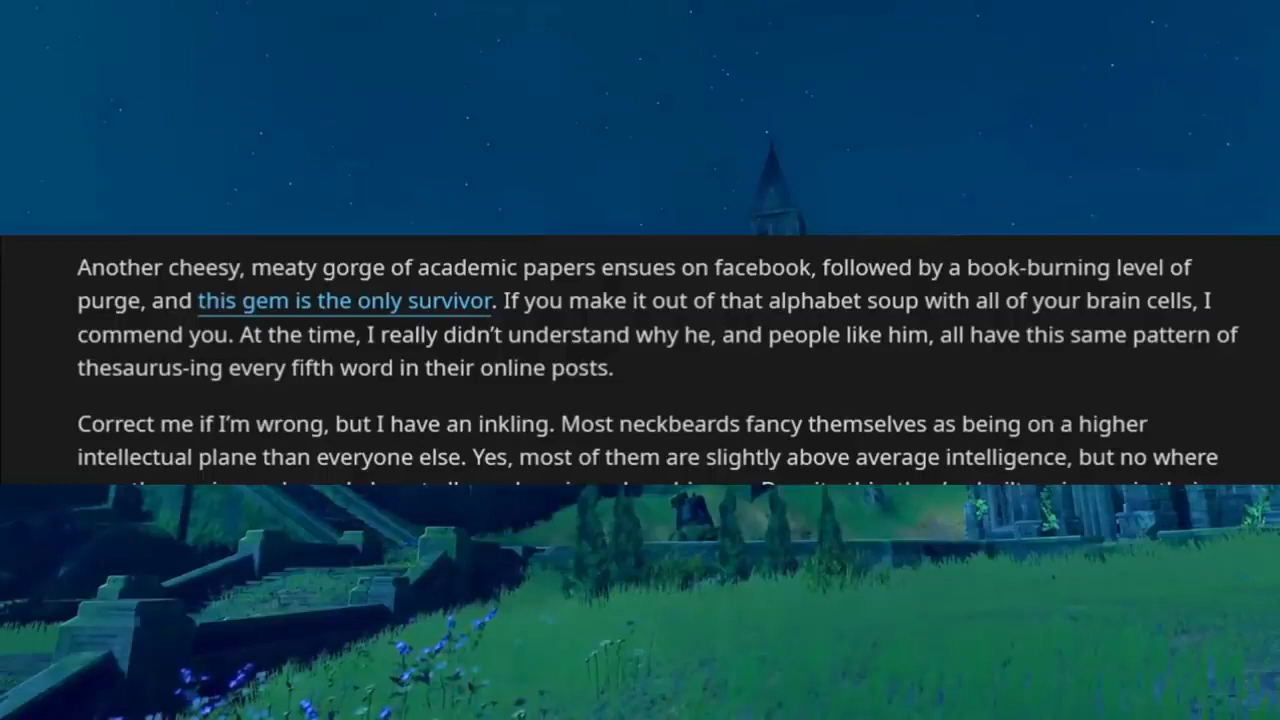 Another cheesy, meaty gorge of academic papers ensues on facebook, followed by a book-burning level of
purge, and this gem is the only survivor. If you make it out of that alphabet soup with all of your brain cells, I
commend you. At the time, I really didn’t understand why he, and people like him, all have this same pattern of
thesaurus-ing every fifth word in their online posts.
Correct me if I’m wrong, but I have an inkling. Most neckbeards fancy themselves as being on a higher
intellectual plane than everyone else. Yes, most of them are slightly above average intelligence, but no where